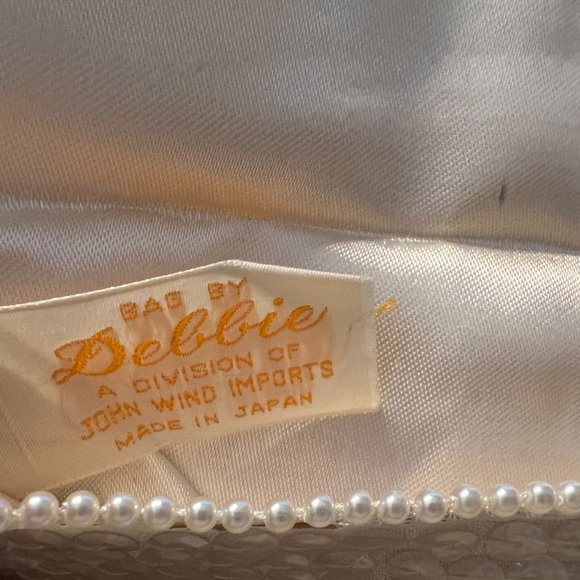 BAG BY
Debbie
A DIVISION OF
JOHN WIND IMPORTS
MADE IN JAPAN